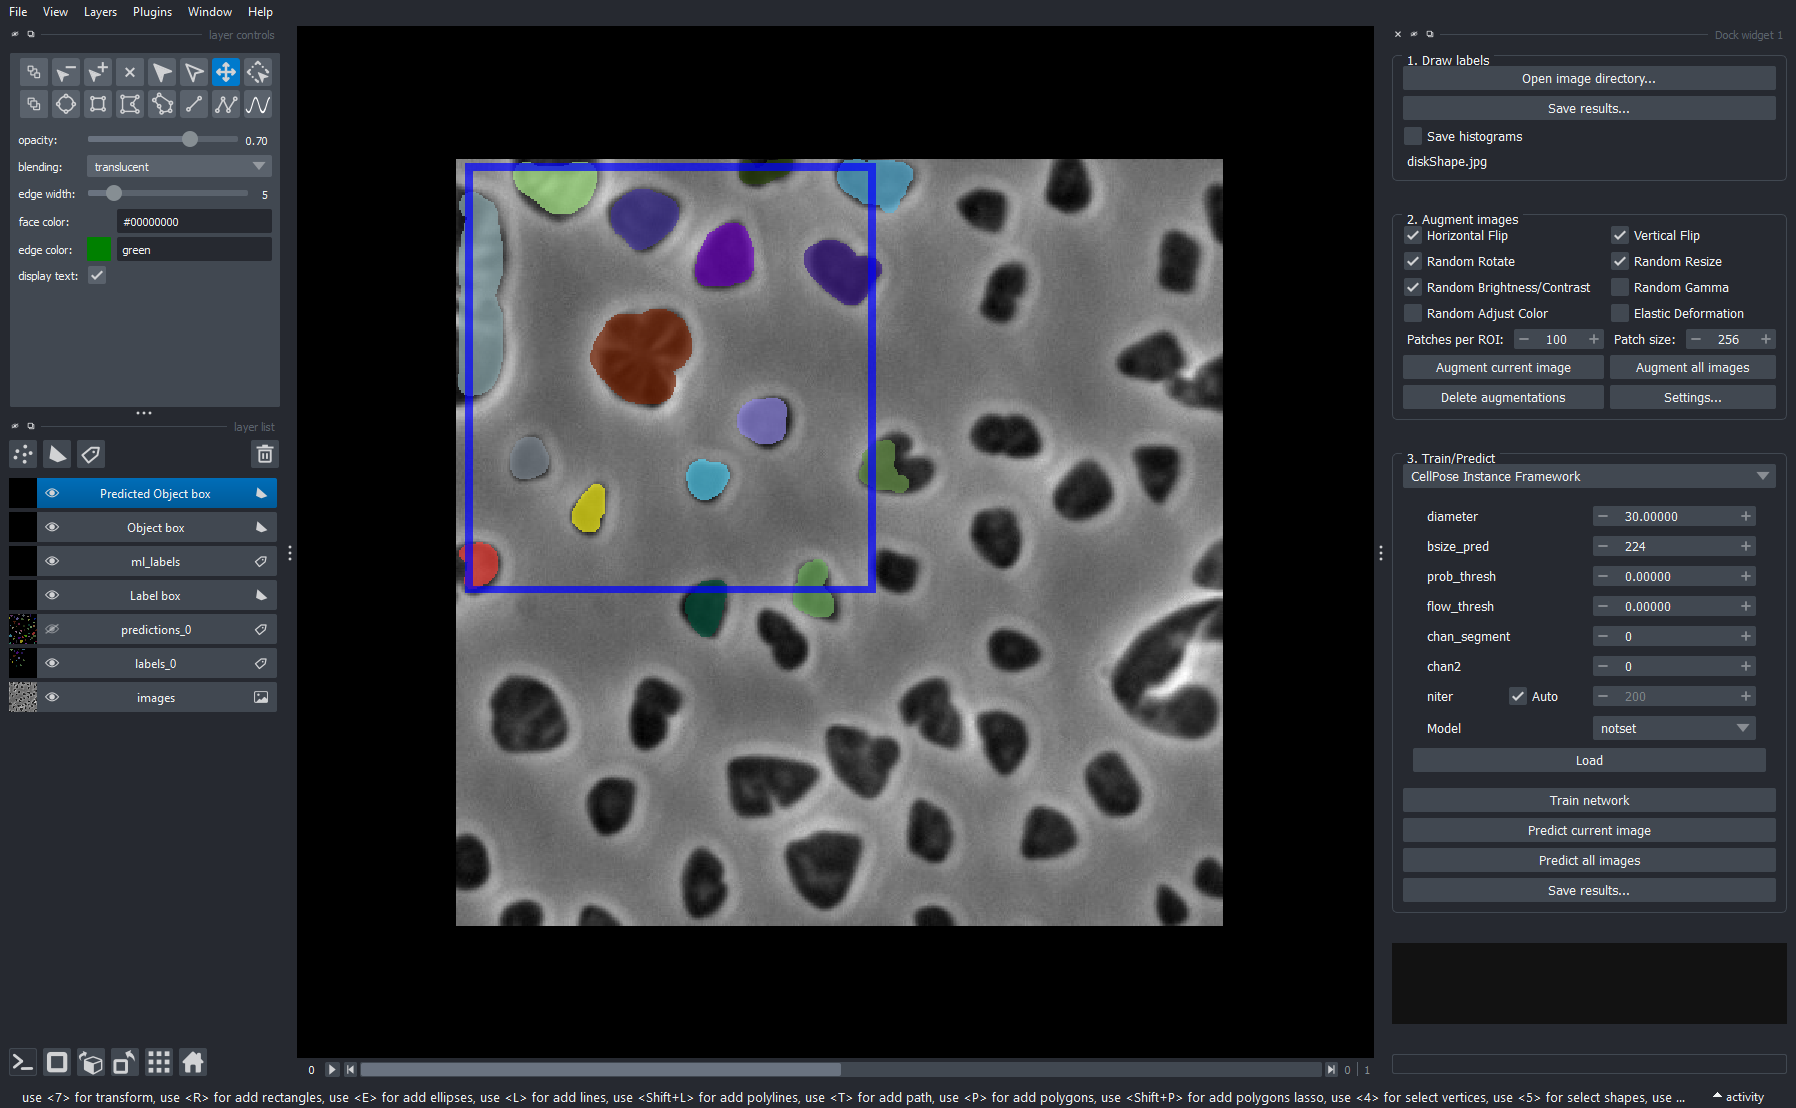 File View Layers Plugins Window Help
layer controls
opacity: 0.70
blending: translucent
edge width: 5
face color: #00000000
edge color: green
display text:
layer list
Predicted Object box
Object box
ml_labels
Label box
predictions_0
labels_0
images
0 0 1
Dock widget 1
1. Draw labels
Open image directory...
Save results...
Save histograms
diskShape.jpg
2. Augment images
Horizontal Flip Vertical Flip
Random Rotate Random Resize
Random Brightness/Contrast Random Gamma
Random Adjust Color Elastic Deformation
Patches per ROI: 100 Patch size: 256
Augment current image Augment all images
Delete augmentations Settings...
3. Train/Predict
CellPose Instance Framework
diameter 30.00000
bsize_pred 224
prob_thresh 0.00000
flow_thresh 0.00000
chan_segment 0
chan2 0
niter Auto 200
Model notset
Load
Train network
Predict current image
Predict all images
Save results...
use <7> for transform, use <R> for add rectangles, use <E> for add ellipses, use <L> for add lines, use <Shift+L> for add polylines, use <T> for add path, use <P> for add polygons, use <Shift+P> for add polygons lasso, use <4> for select vertices, use <5> for select shapes, use ... activity